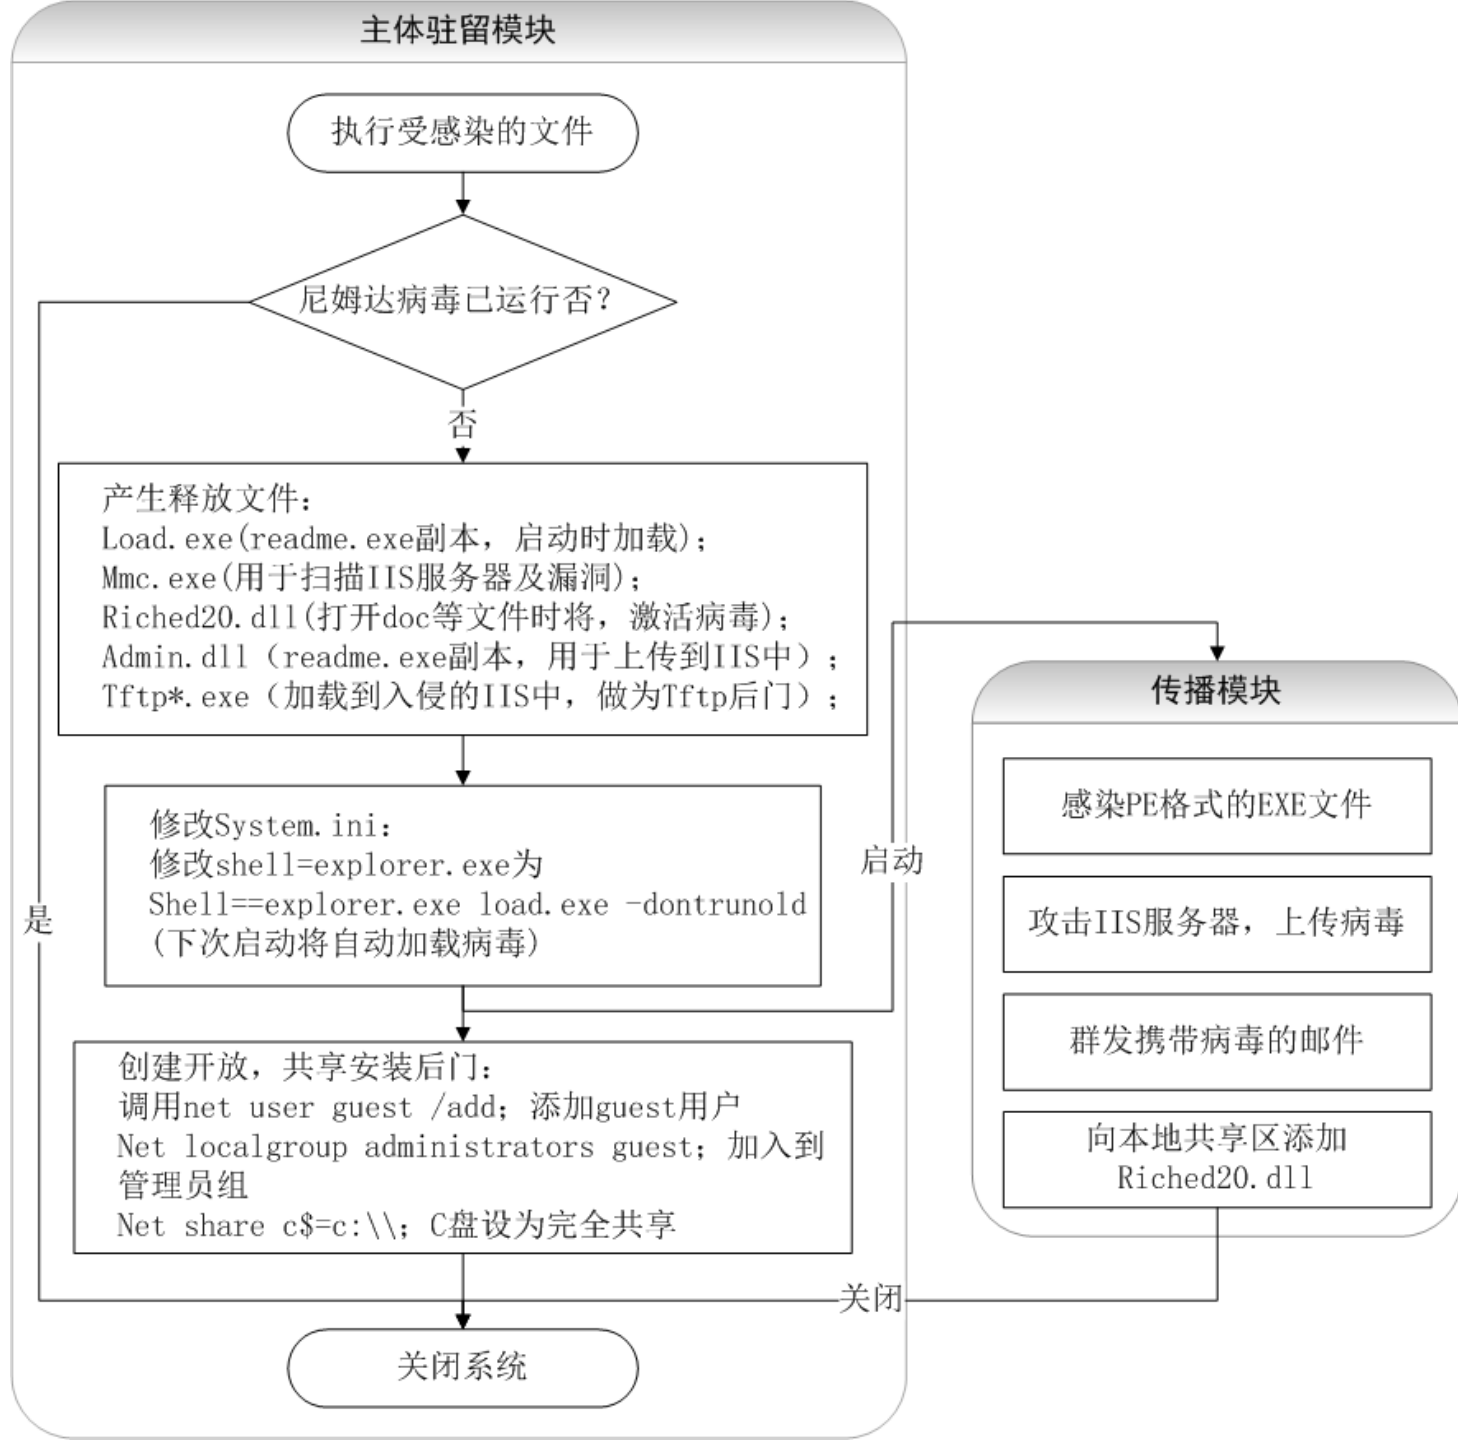 主体驻留模块
执行受感染的文件
尼姆达病毒已运行否？
否
产生释放文件：
Load.exe(readme.exe副本，启动时加载)；
Mmc.exe(用于扫描IIS服务器及漏洞)；
Riched20.dll(打开doc等文件时将，激活病毒)；
Admin.dll（readme.exe副本，用于上传到IIS中）；
Tftp*.exe（加载到入侵的IIS中，做为Tftp后门）；
修改System.ini：
修改shell=explorer.exe为
Shell==explorer.exe load.exe -dontrunold
(下次启动将自动加载病毒)
是
启动
创建开放，共享安装后门：
调用net user guest /add；添加guest用户
Net localgroup administrators guest；加入到
管理员组
Net share c$=c:\\；C盘设为完全共享
关闭
关闭系统
传播模块
感染PE格式的EXE文件
攻击IIS服务器，上传病毒
群发携带病毒的邮件
向本地共享区添加
Riched20.dll